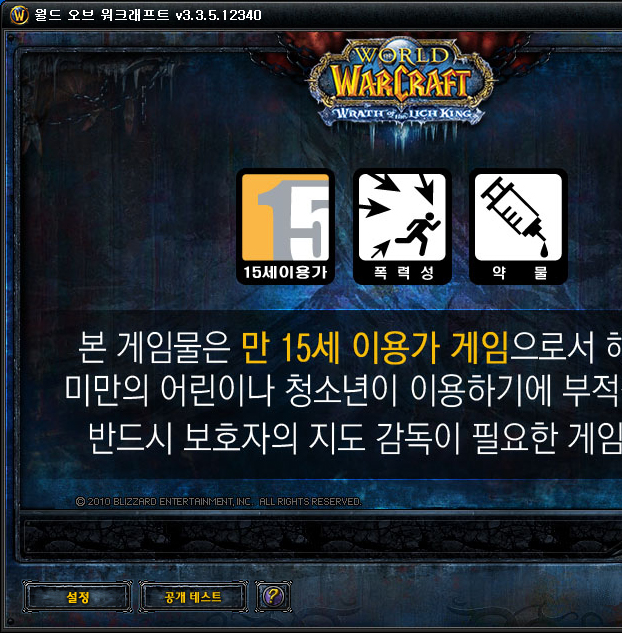 월드 오브 워크래프트 v3.3.5.12340
WORLD
OF
WARCRAFT
WRATH of the LICH KING
15
15세이용가
폭력성
약 물
본 게임물은 만 15세 이용가 게임으로서 해
미만의 어린이나 청소년이 이용하기에 부적
반드시 보호자의 지도 감독이 필요한 게임
© 2010 BLIZZARD ENTERTAINMENT, INC. ALL RIGHTS RESERVED.
설정
공개 테스트
?